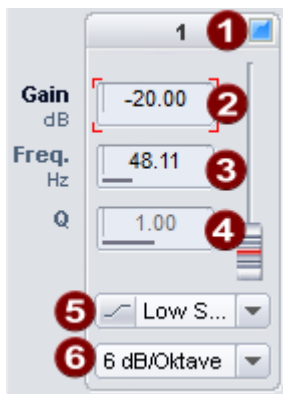 1 1
Gain -20.00 2
dB
Freq. 48.11 3
Hz
Q 1.00 4
5 Low S...
6 6 dB/Oktave